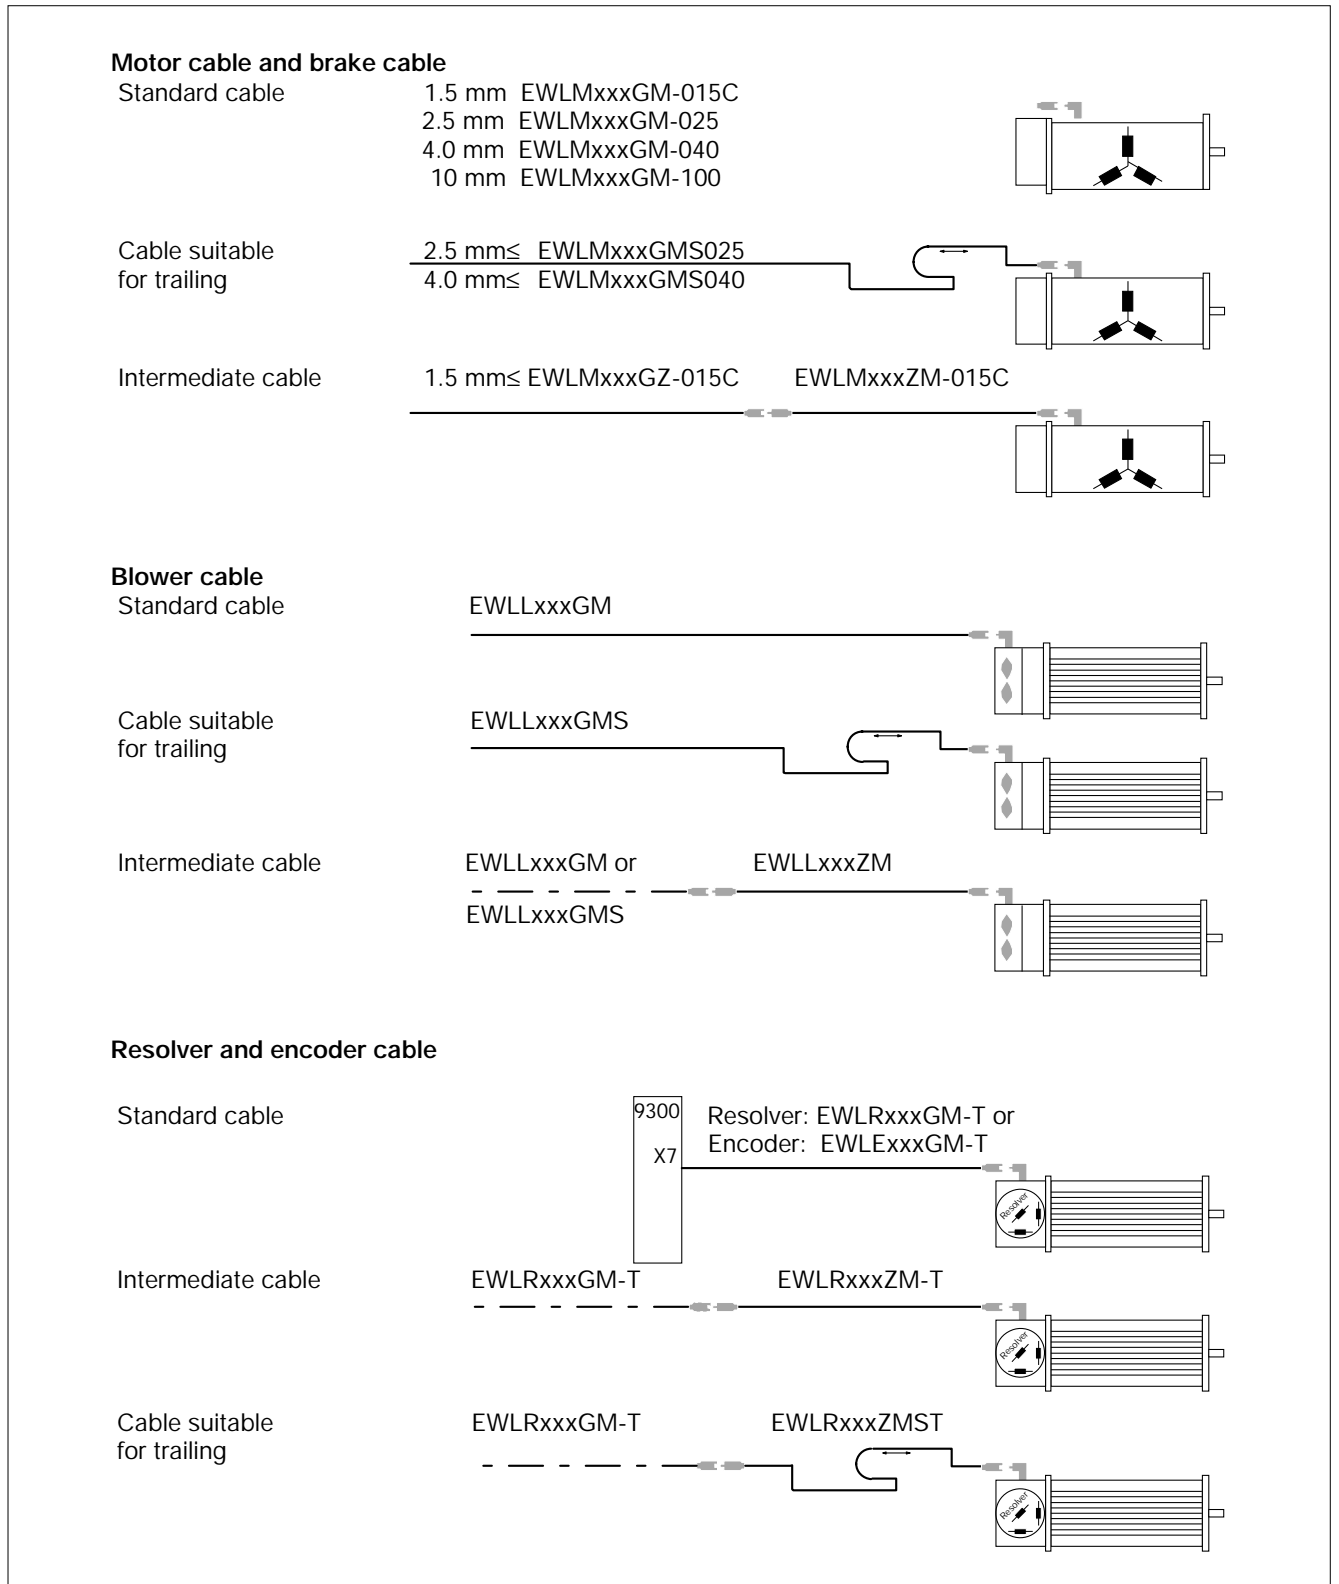 Motor cable and brake cable
Standard cable 1.5 mm EWLMxxxGM-015C
2.5 mm EWLMxxxGM-025
4.0 mm EWLMxxxGM-040
10 mm EWLMxxxGM-100
Cable suitable 2.5 mm≤ EWLMxxxGMS025
for trailing 4.0 mm≤ EWLMxxxGMS040
Intermediate cable 1.5 mm≤ EWLMxxxGZ-015C EWLMxxxZM-015C
Blower cable
Standard cable EWLLxxxGM
Cable suitable EWLLxxxGMS
for trailing
Intermediate cable EWLLxxxGM or EWLLxxxZM
EWLLxxxGMS
Resolver and encoder cable
Standard cable 9300 Resolver: EWLRxxxGM-T or
X7 Encoder: EWLExxxGM-T
Resolver
Intermediate cable EWLRxxxGM-T EWLRxxxZM-T
Resolver
Cable suitable EWLRxxxGM-T EWLRxxxZMST
for trailing
Resolver